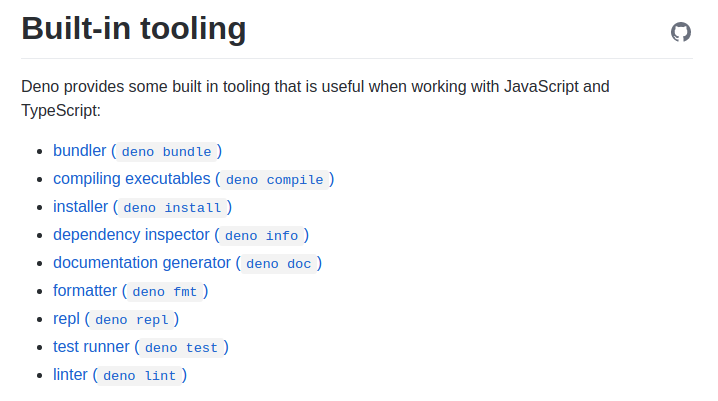 Built-in tooling
Deno provides some built in tooling that is useful when working with JavaScript and
TypeScript:
• bundler (deno bundle)
• compiling executables (deno compile)
• installer (deno install)
• dependency inspector (deno info)
• documentation generator (deno doc)
• formatter (deno fmt)
• repl (deno repl)
• test runner (deno test)
• linter (deno lint)